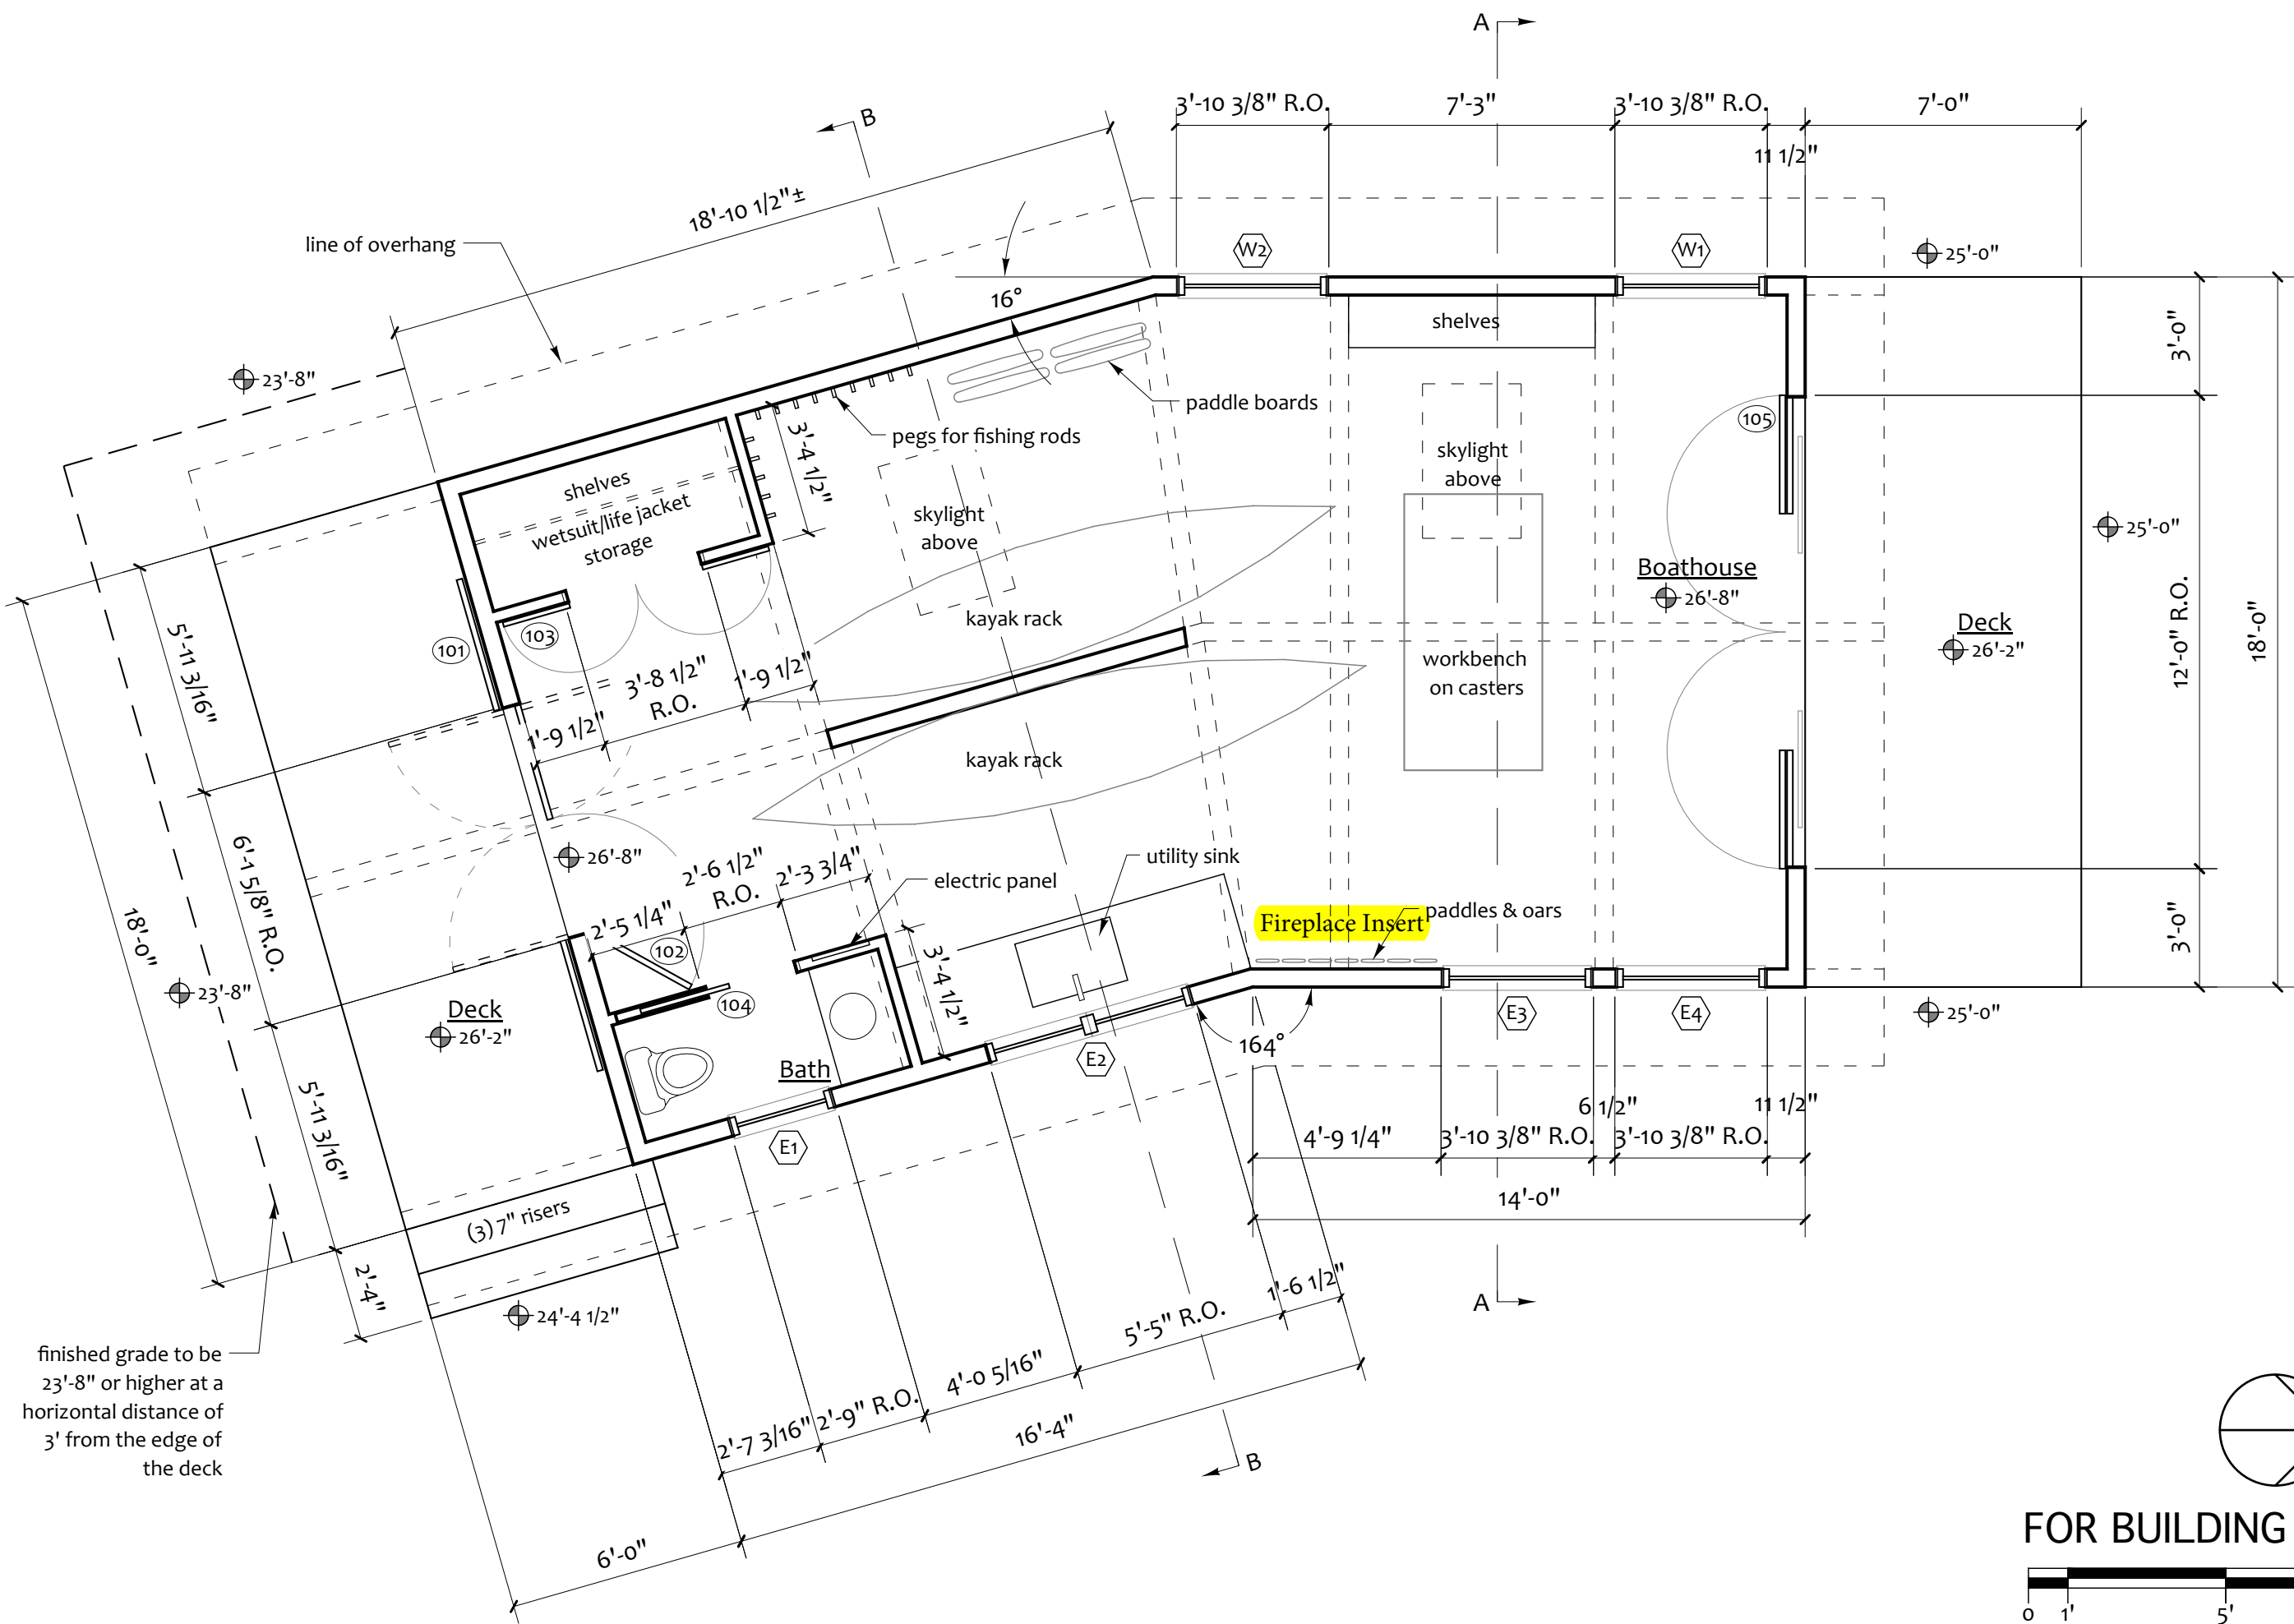 A
3'-10 3/8" R.O.
7'-3"
3'-10 3/8" R.O.
7'-0"
11 1/2"
B
18'-10 1/2"±
line of overhang
W2
W1
25'-0"
16°
shelves
3'-0"
23'-8"
paddle boards
105
pegs for fishing rods
3'-4 1/2"
skylight
above
shelves
wetsuit/life jacket
storage
skylight
above
25'-0"
Boathouse
26'-8"
kayak rack
Deck
26'-2"
12'-0" R.O.
18'-0"
103
101
5'-11 3/16"
3'-8 1/2"
R.O.
1'-9 1/2"
1'-9 1/2"
workbench
on casters
kayak rack
26'-8"
6'-1 5/8" R.O.
18'-0"
2'-6 1/2"
R.O.
2'-3 3/4"
utility sink
electric panel
2'-5 1/4"
102
Fireplace Insert
paddles & oars
3'-0"
3'-4 1/2"
23'-8"
Deck
26'-2"
104
E3
E4
25'-0"
164°
E2
Bath
5'-11 3/16"
E1
6 1/2"
11 1/2"
4'-9 1/4"
3'-10 3/8" R.O.
3'-10 3/8" R.O.
14'-0"
(3) 7" risers
2'-4"
24'-4 1/2"
1'-6 1/2"
A
5'-5" R.O.
finished grade to be
23'-8" or higher at a
horizontal distance of
3' from the edge of
the deck
4'-0 5/16"
2'-9" R.O.
2'-7 3/16"
16'-4"
B
6'-0"
FOR BUILDING
0 1' 5'